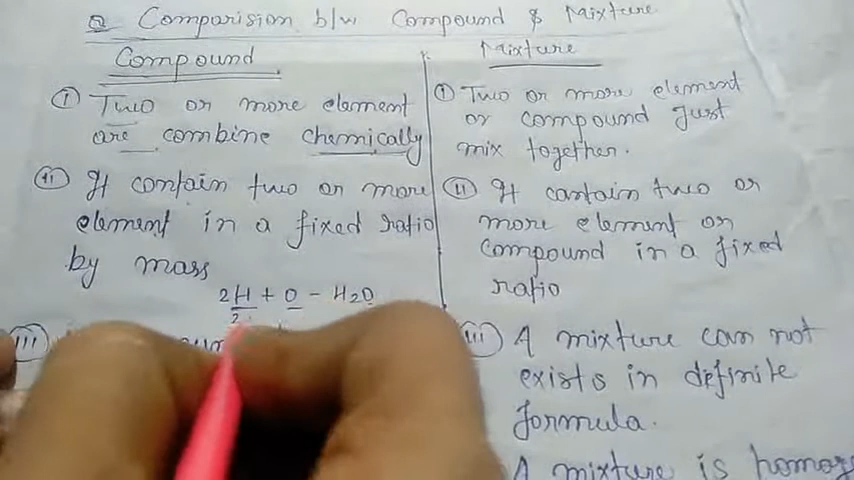 Q Comparision b/w Compound & Mixture
Compound
I Two or more element
are combine chemically
II It contain two or more
element in a fixed ratio
by mass
2H + O - H2O
2
III
Mixture
I Two or more element
or compound Just
mix together.
II It contain two or
more element or
compound in a fixed
ratio
III A mixture can not
exists in definite
formula.
A mixture is homo